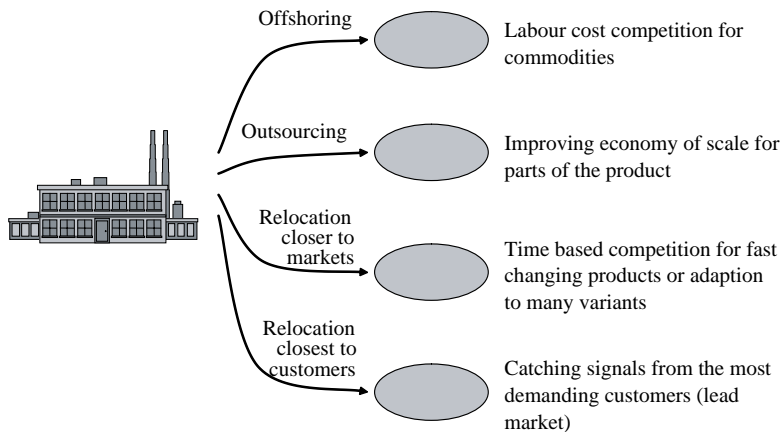 Offshoring
Labour cost competition for
commodities
Outsourcing
Improving economy of scale for
parts of the product
Relocation
closer to
markets
Time based competition for fast
changing products or adaption
to many variants
Relocation
closest to
customers
Catching signals from the most
demanding customers (lead
market)